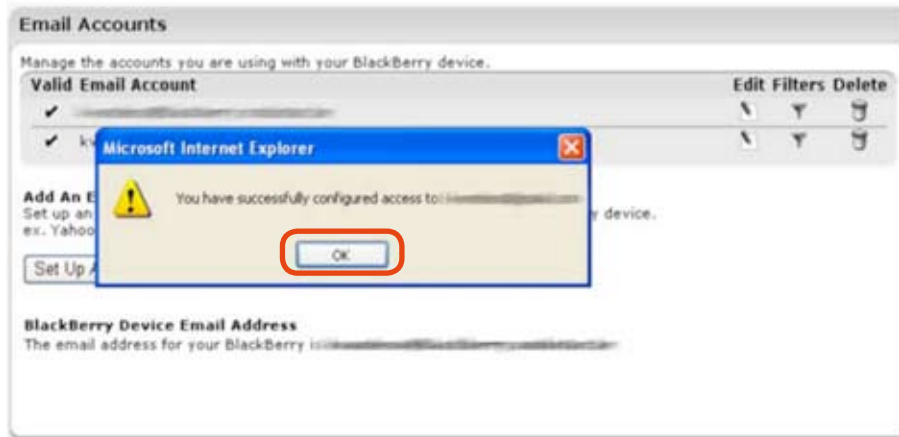 Email Accounts
Manage the accounts you are using with your BlackBerry device.
Valid Email Account Edit Filters Delete
Microsoft Internet Explorer
You have successfully configured access to
Add An E
Set up an y device.
ex. Yahoo
OK
Set Up A
BlackBerry Device Email Address
The email address for your BlackBerry is